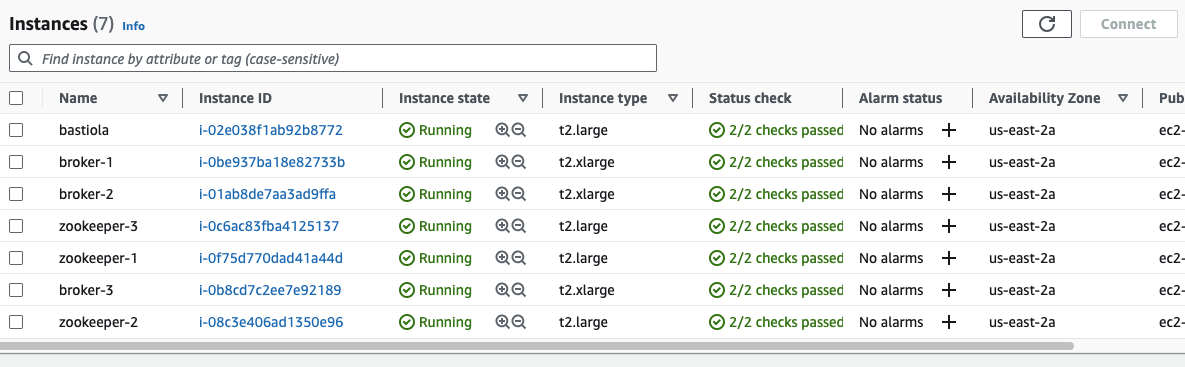 Instances (7) Info
Connect
Find instance by attribute or tag (case-sensitive)
Name Instance ID Instance state Instance type Status check Alarm status Availability Zone Pub
bastiola i-02e038f1ab92b8772 Running t2.large 2/2 checks passed No alarms + us-east-2a ec2-
broker-1 i-0be937ba18e82733b Running t2.xlarge 2/2 checks passed No alarms + us-east-2a ec2-
broker-2 i-01ab8de7aa3ad9ffa Running t2.xlarge 2/2 checks passed No alarms + us-east-2a ec2-
zookeeper-3 i-0c6ac83fba4125137 Running t2.large 2/2 checks passed No alarms + us-east-2a ec2-
zookeeper-1 i-0f75d770dad41a44d Running t2.large 2/2 checks passed No alarms + us-east-2a ec2-
broker-3 i-0b8cd7c2ee7e92189 Running t2.xlarge 2/2 checks passed No alarms + us-east-2a ec2-
zookeeper-2 i-08c3e406ad1350e96 Running t2.large 2/2 checks passed No alarms + us-east-2a ec2-